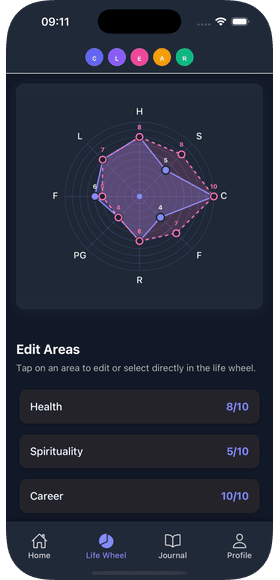 09:11
C L E A R
H
8
L 7 8 S
5
F 6 5 10 C
4 4
7
PG 6 F
R
Edit Areas
Tap on an area to edit or select directly in the life wheel.
Health 8/10
Spirituality 5/10
Career 10/10
Home Life Wheel Journal Profile